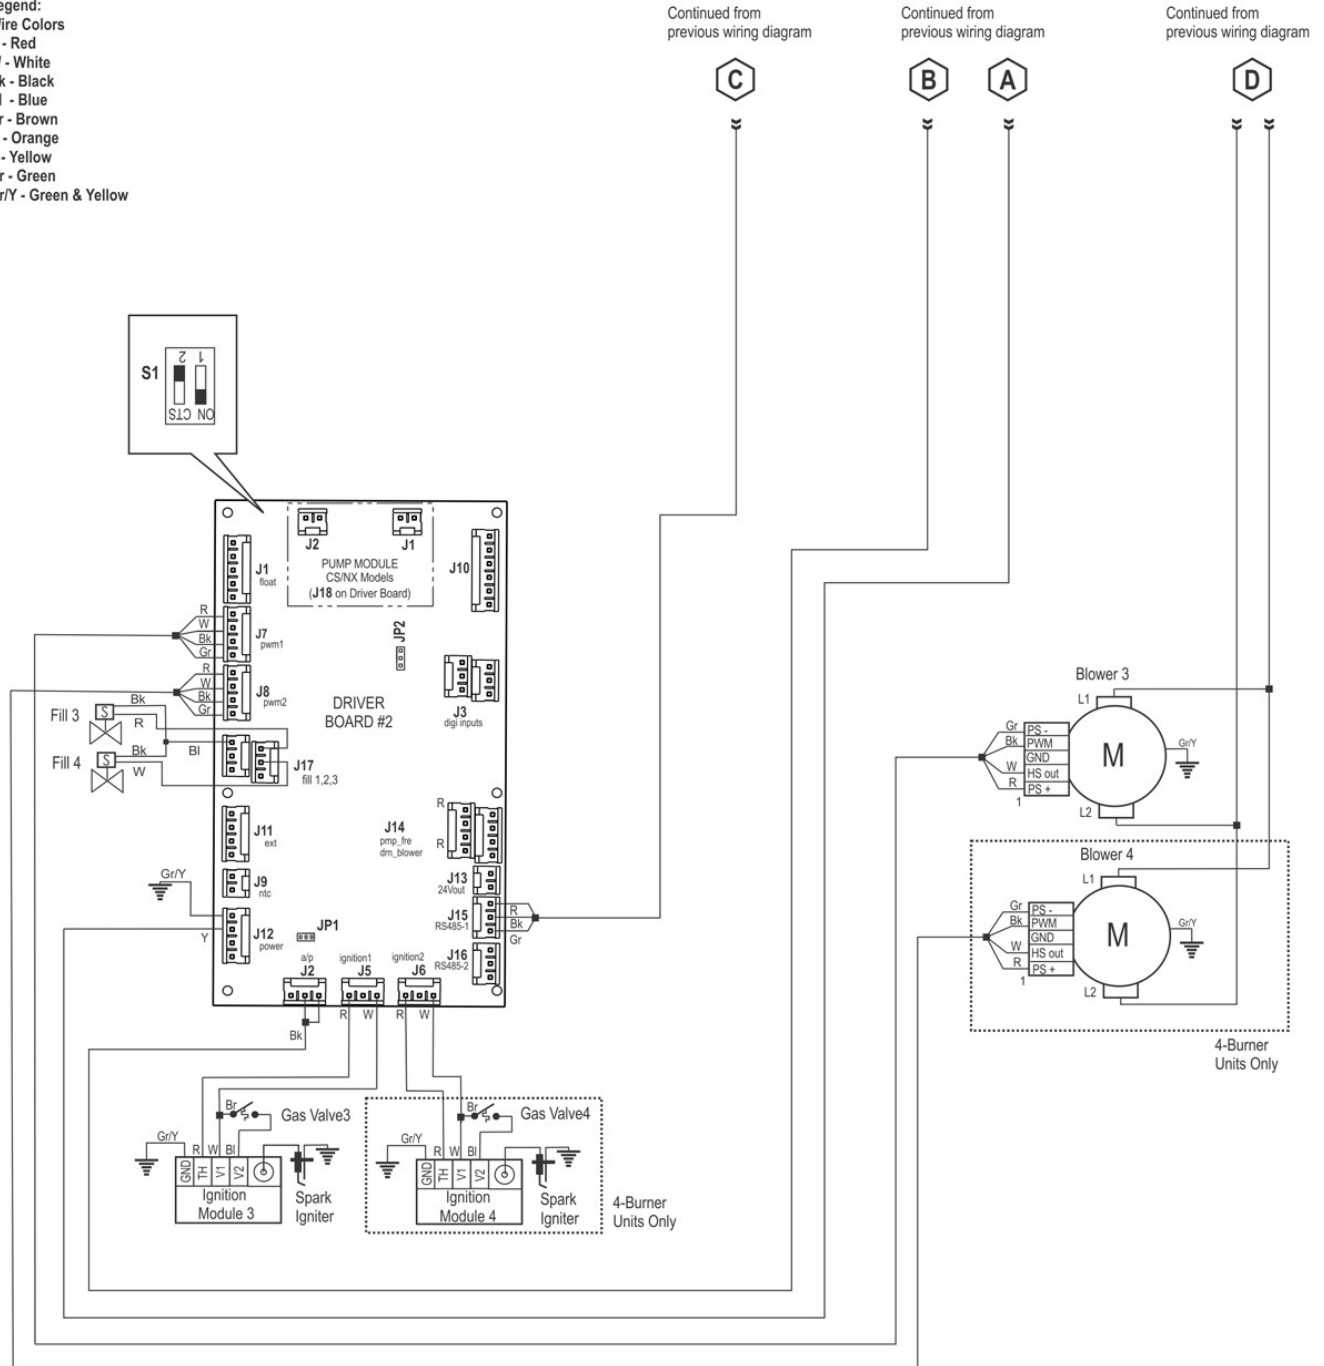 Legend:
Wire Colors
- Red
- White
- Black
- Blue
- Brown
- Orange
- Yellow
- Green
Gr/Y - Green & Yellow
Continued from
previous wiring diagram
C
Continued from
previous wiring diagram
B
A
Continued from
previous wiring diagram
D
S1
2 1
CTS ON
J2
J1
PUMP MODULE
CS/NX Models
(J18 on Driver Board)
J1
float
J10
R
W
Bk
Gr
J7
pwm1
JP2
R
W
Bk
Gr
J8
pwm2
DRIVER
BOARD #2
J3
digi inputs
Fill 3
S
Bk
R
Fill 4
S
Bk
W
Bl
J17
fill 1,2,3
J11
ext
J14
pmp_fre
drn_blower
R
R
J9
ntc
J13
24Vout
Gr/Y
Y
J12
power
JP1
J15
RS485-1
R
Bk
Gr
J16
RS485-2
a/p
J2
ignition1
J5
ignition2
J6
Bk
R W
R W
Blower 3
L1
Gr
Bk
W
R
PS -
PWM
GND
HS out
PS +
1
M
Gr/Y
L2
Blower 4
L1
Gr
Bk
W
R
PS -
PWM
GND
HS out
PS +
1
M
Gr/Y
L2
4-Burner
Units Only
Br
Gas Valve3
Gr/Y
R W Bl
GND
TH
V1
V2
Ignition
Module 3
Spark
Igniter
Br
Gas Valve4
Gr/Y
R W Bl
GND
TH
V1
V2
Ignition
Module 4
Spark
Igniter
4-Burner
Units Only